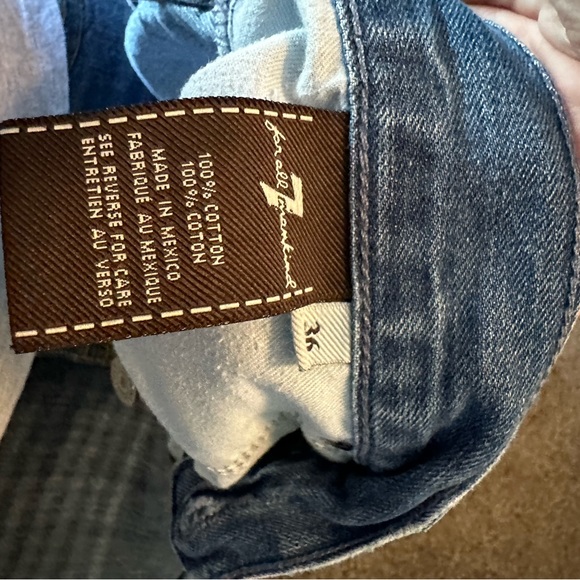 7
for all mankind
100% COTTON
100% COTON
MADE IN MEXICO
FABRIQUÉ AU MEXIQUE
SEE REVERSE FOR CARE
ENTRETIEN AU VERSO
36